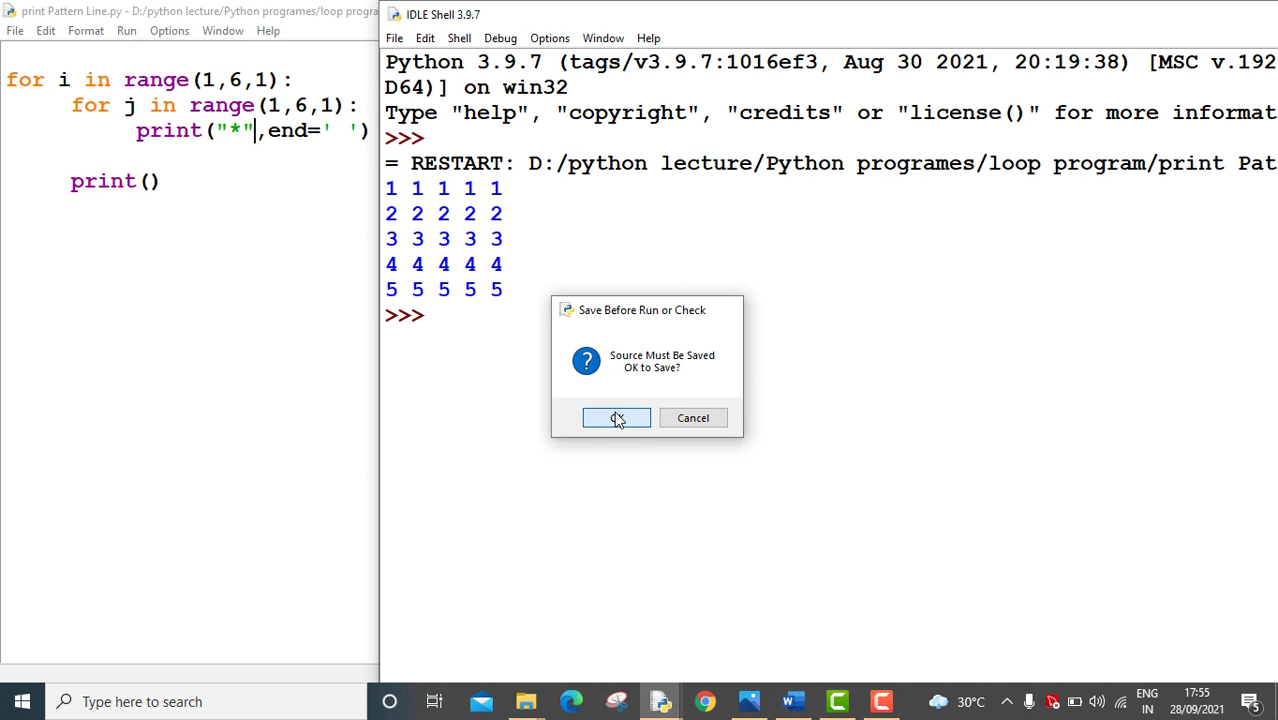 print Pattern Line.py - D:/python lecture/Python programes/loop progra
File Edit Format Run Options Window Help
for i in range(1,6,1):
for j in range(1,6,1):
print("*",end=' ')
print()
IDLE Shell 3.9.7
File Edit Shell Debug Options Window Help
Python 3.9.7 (tags/v3.9.7:1016ef3, Aug 30 2021, 20:19:38) [MSC v.192
D64)] on win32
Type "help", "copyright", "credits" or "license()" for more informat
>>>
= RESTART: D:/python lecture/Python programes/loop program/print Pat
1 1 1 1 1
2 2 2 2 2
3 3 3 3 3
4 4 4 4 4
5 5 5 5 5
>>>
Save Before Run or Check
Source Must Be Saved
OK to Save?
Cancel
Type here to search
30°C
ENG
IN
17:55
28/09/2021
5